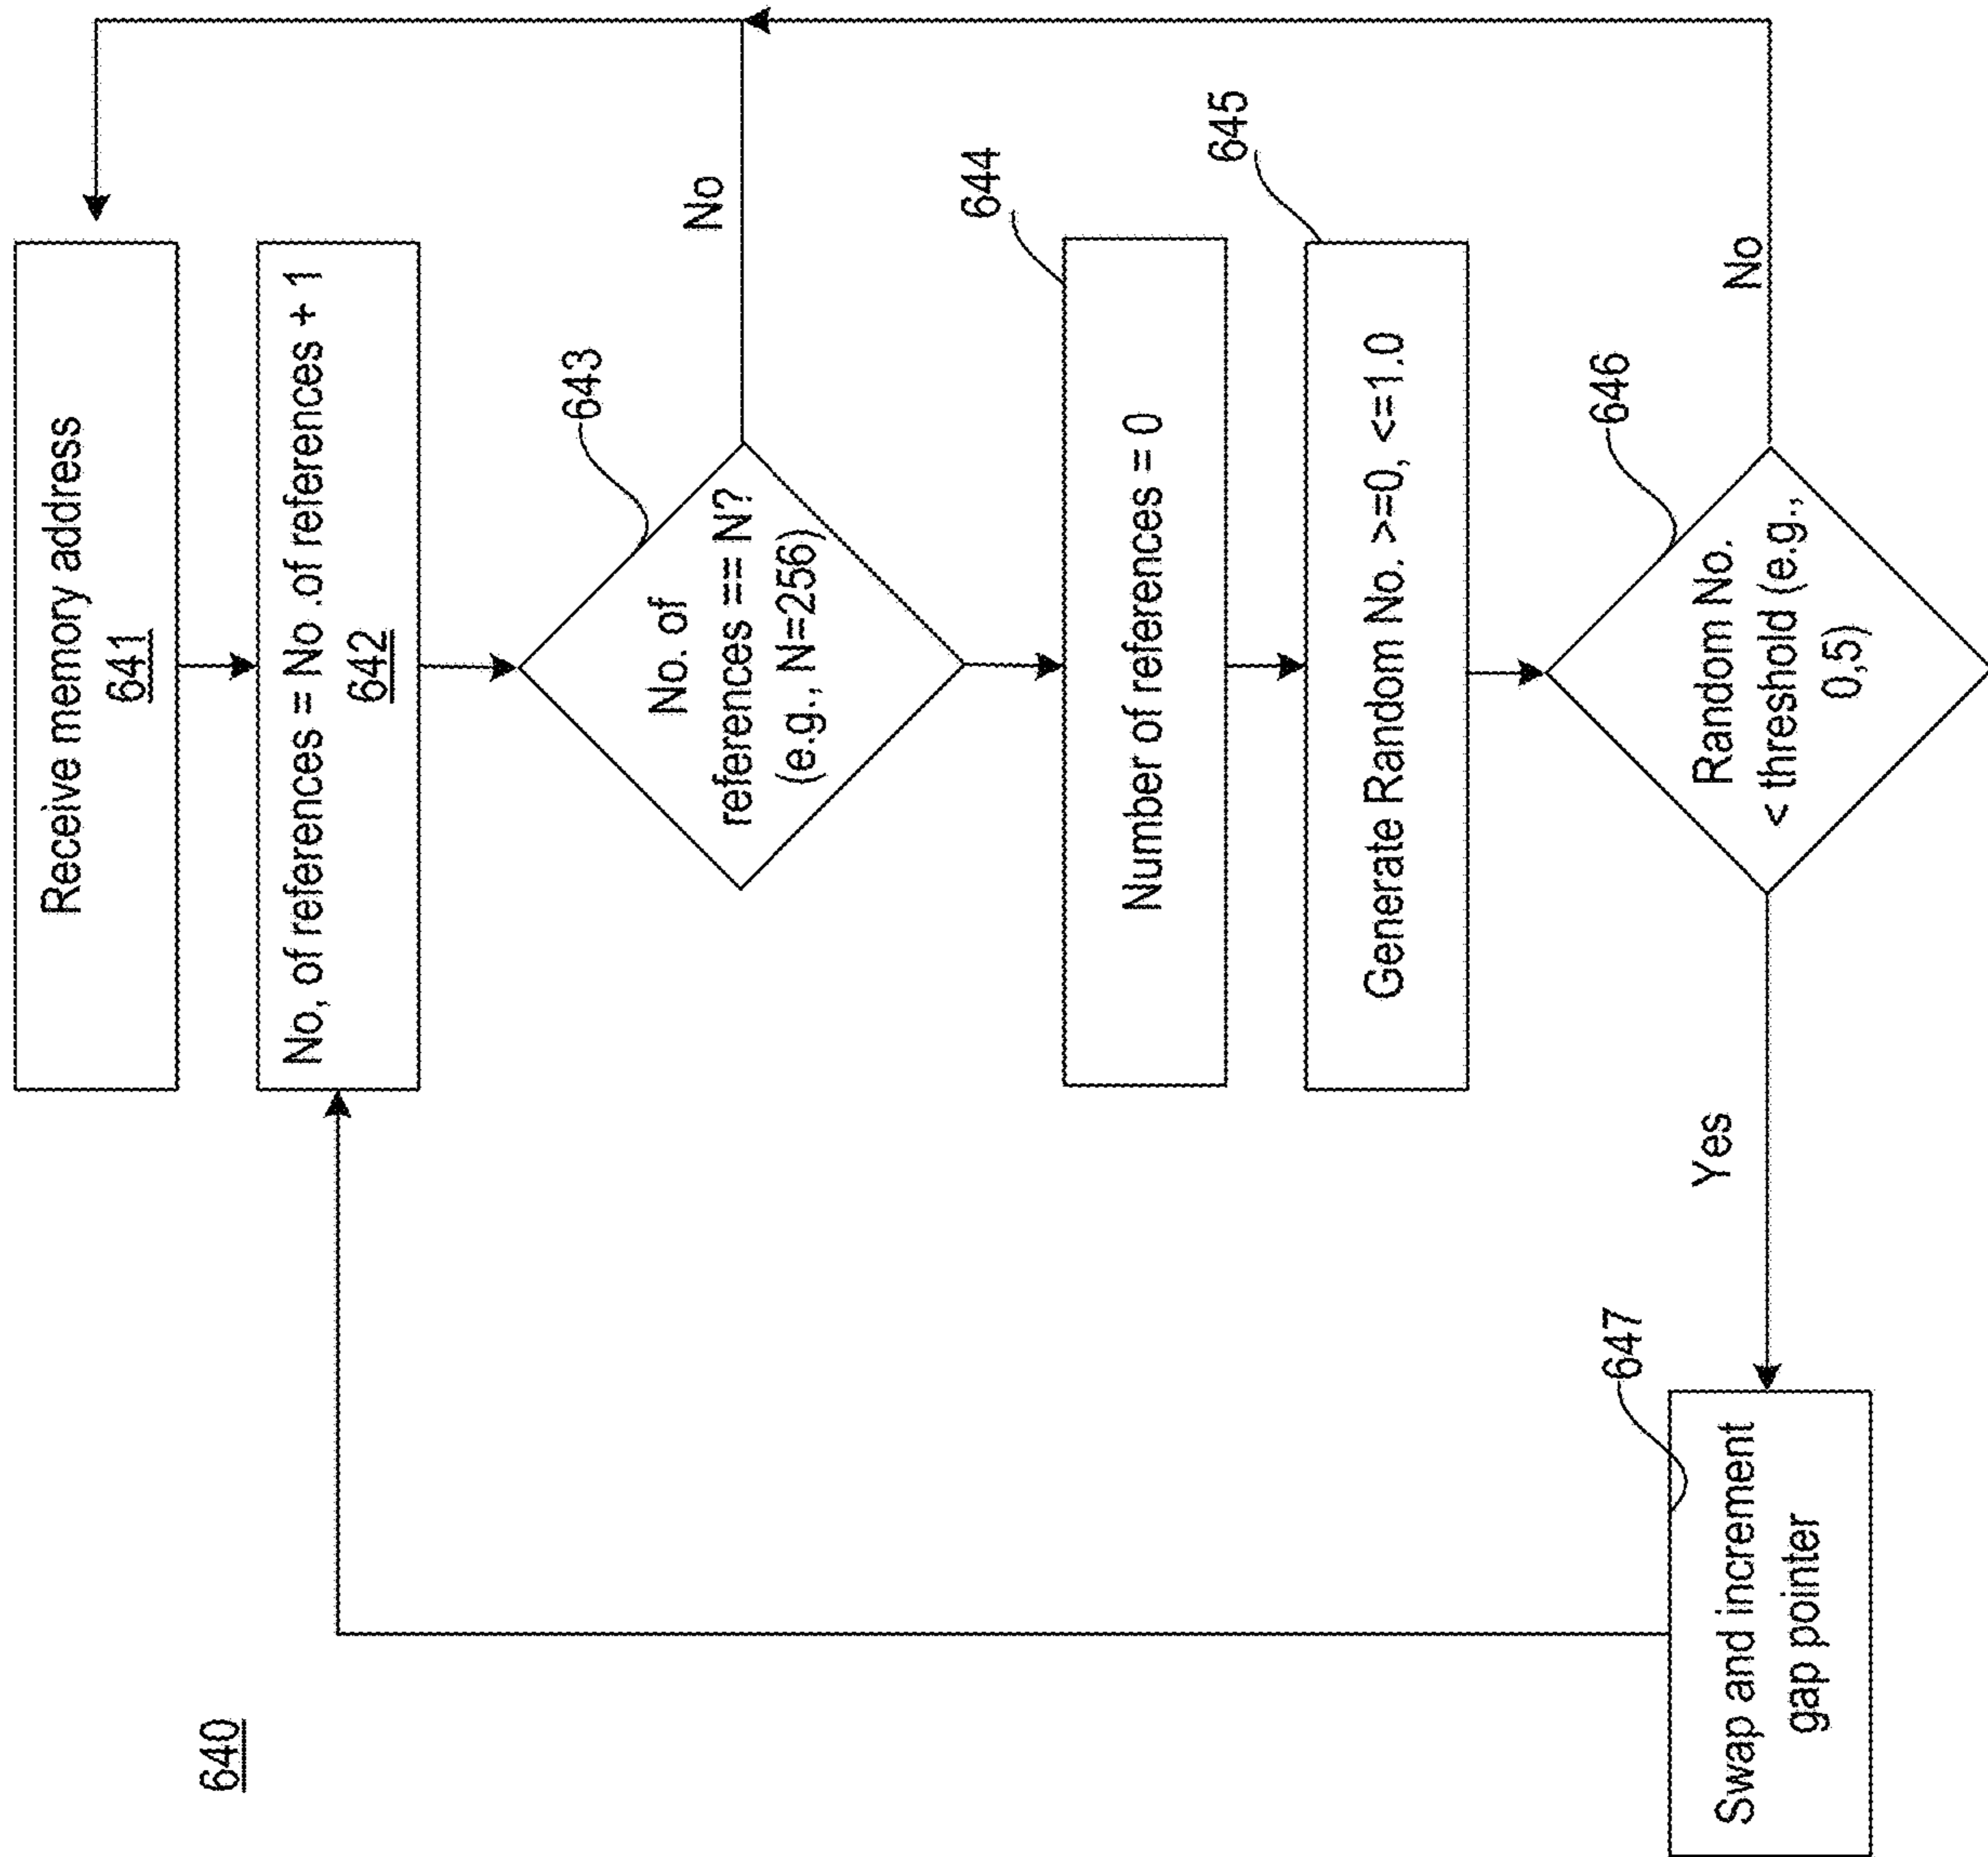 640
Receive memory address
641
No, of references = No .of references + 1
642
643
No. of
references == N?
(e.g., N=256)
No
644
Number of references = 0
645
Generate Random No. >=0, <=1.0
646
Random No.
< threshold (e.g.,
0,5)
No
Yes
647
Swap and increment
gap pointer